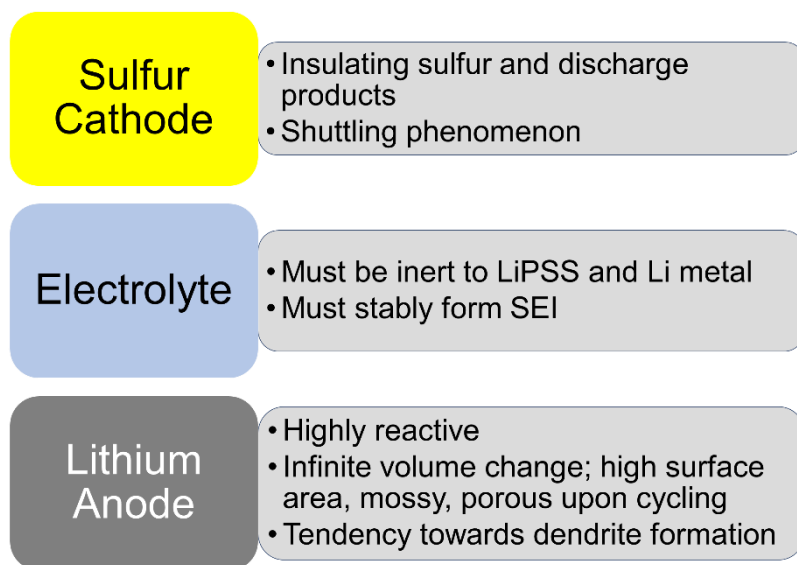 Sulfur
Cathode
• Insulating sulfur and discharge
products
• Shuttling phenomenon
Electrolyte
• Must be inert to LiPSS and Li metal
• Must stably form SEI
Lithium
Anode
• Highly reactive
• Infinite volume change; high surface
area, mossy, porous upon cycling
• Tendency towards dendrite formation